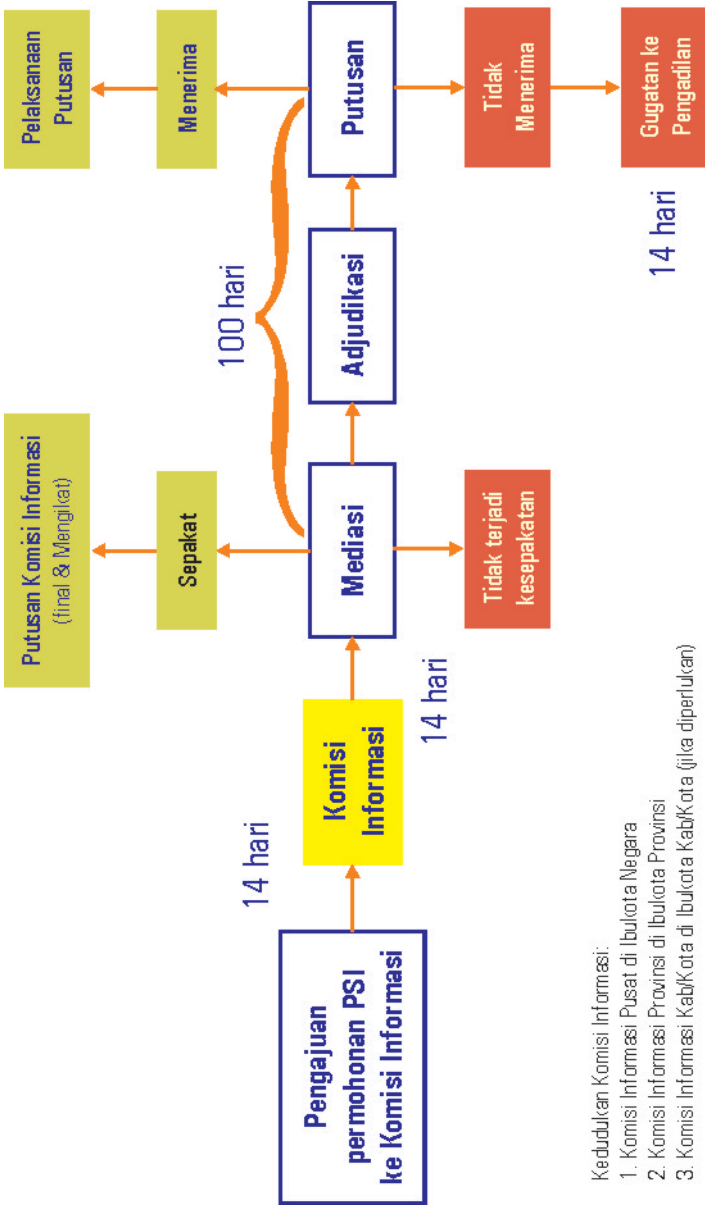 Pengajuan
permohonan PSI
ke Komisi Informasi
14 hari
Komisi
Informasi
14 hari
Putusan Komisi Informasi
(final & Mengikat)
Sepakat
Mediasi
Tidak terjadi
kesepakatan
100 hari
Adjudikasi
Pelaksanaan
Putusan
Menerima
Putusan
Tidak
Menerima
Gugatan ke
Pengadilan
14 hari
Kedudukan Komisi Informasi:
1. Komisi Informasi Pusat di Ibukota Negara
2. Komisi Informasi Provinsi di Ibukota Provinsi
3. Komisi Informasi Kab/Kota di Ibukota Kab/Kota (jika diperlukan)